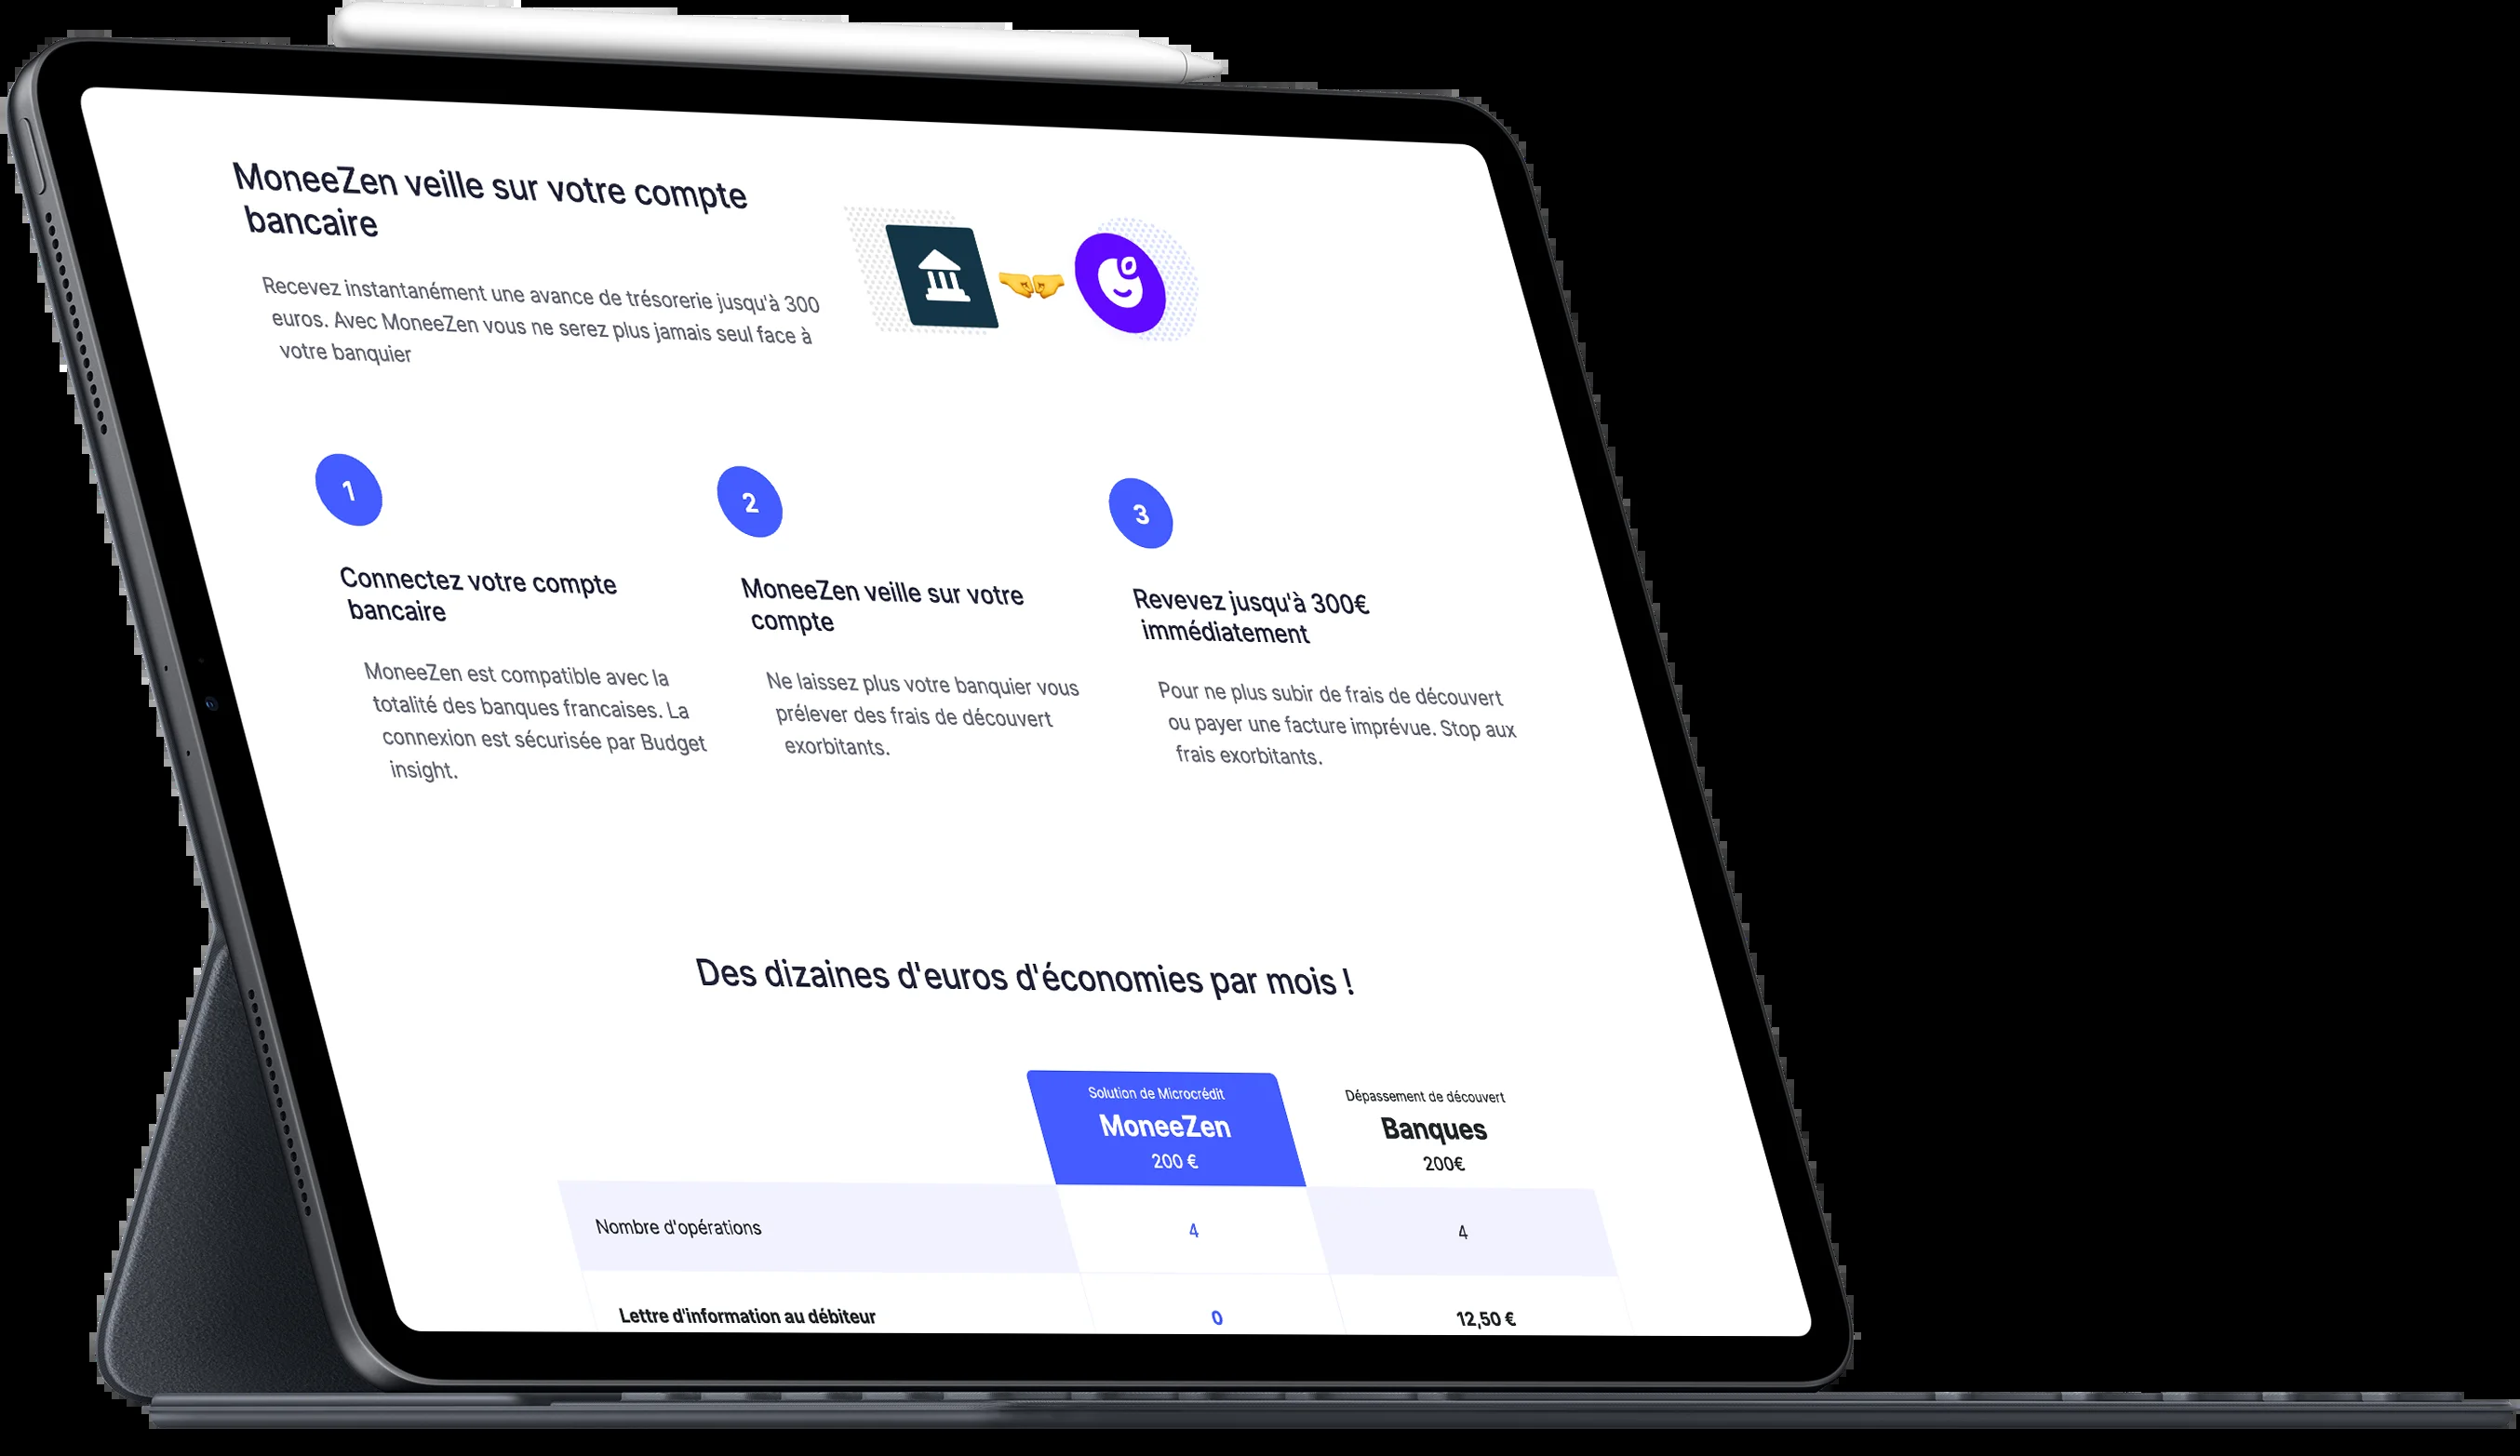 MoneeZen veille sur votre compte
bancaire
Recevez instantanément une avance de trésorerie jusqu'à 300
euros. Avec MoneeZen vous ne serez plus jamais seul face à
votre banquier
1
2
3
Connectez votre compte
bancaire
MoneeZen est compatible avec la
totalité des banques francaises. La
connexion est sécurisée par Budget
insight.
MoneeZen veille sur votre
compte
Ne laissez plus votre banquier vous
prélever des frais de découvert
exorbitants.
Revevez jusqu'à 300€
immédiatement
Pour ne plus subir de frais de découvert
ou payer une facture imprévue. Stop aux
frais exorbitants.
Des dizaines d'euros d'économies par mois !
Solution de Microcrédit
MoneeZen
200 €
Dépassement de découvert
Banques
200€
Nombre d'opérations 4 4
Lettre d'information au débiteur 0 12,50 €